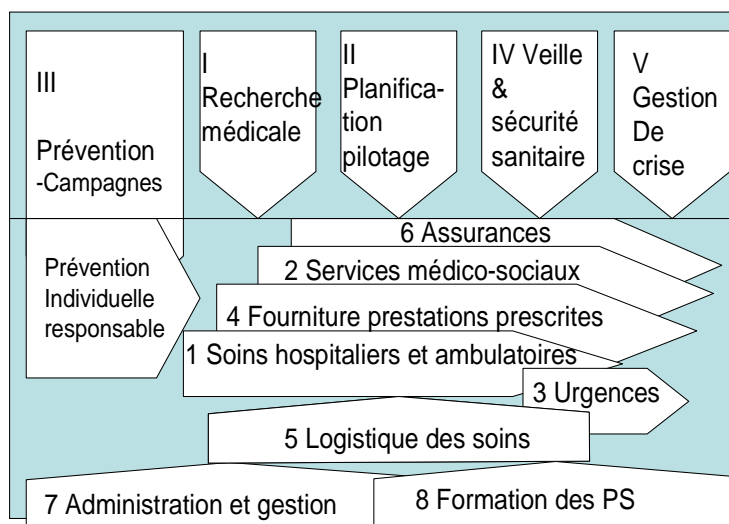 III
Prévention
-Campagnes
I
Recherche
médicale
II
Planifica-
tion
pilotage
IV Veille
&
sécurité
sanitaire
V
Gestion
De
crise
Prévention
Individuelle
responsable
6 Assurances
2 Services médico-sociaux
4 Fourniture prestations prescrites
1 Soins hospitaliers et ambulatoires
3 Urgences
5 Logistique des soins
7 Administration et gestion
8 Formation des PS